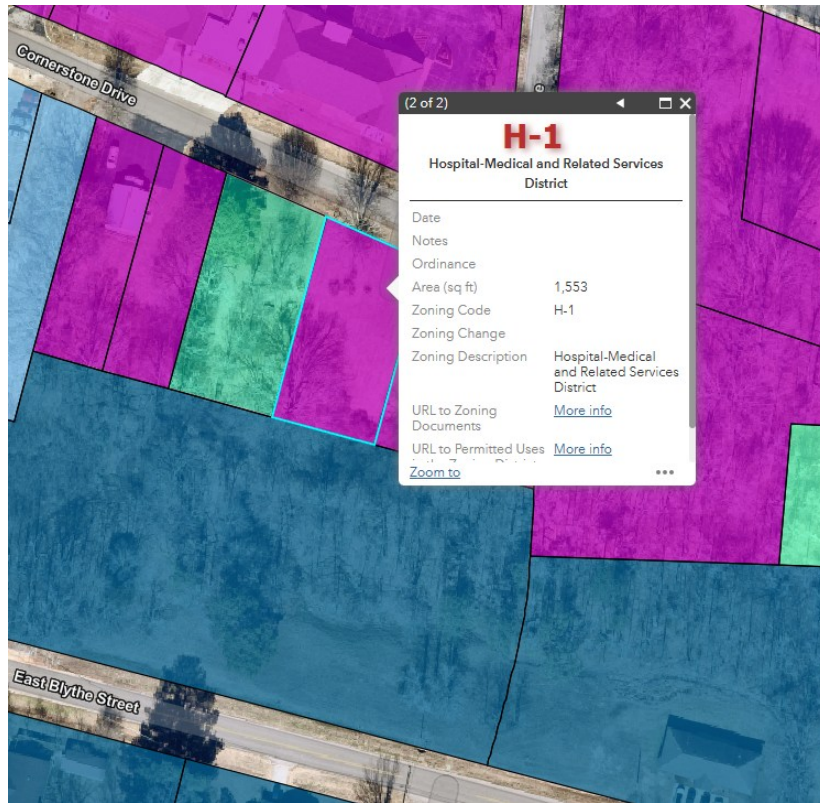 Cornerstone Drive
(2 of 2)
H-1
Hospital-Medical and Related Services
District
Date
Notes
Ordinance
Area (sq ft) 1,553
Zoning Code H-1
Zoning Change
Zoning Description Hospital-Medical
and Related Services
District
URL to Zoning More info
Documents
URL to Permitted Uses More info
Zoom to
East Blythe Street